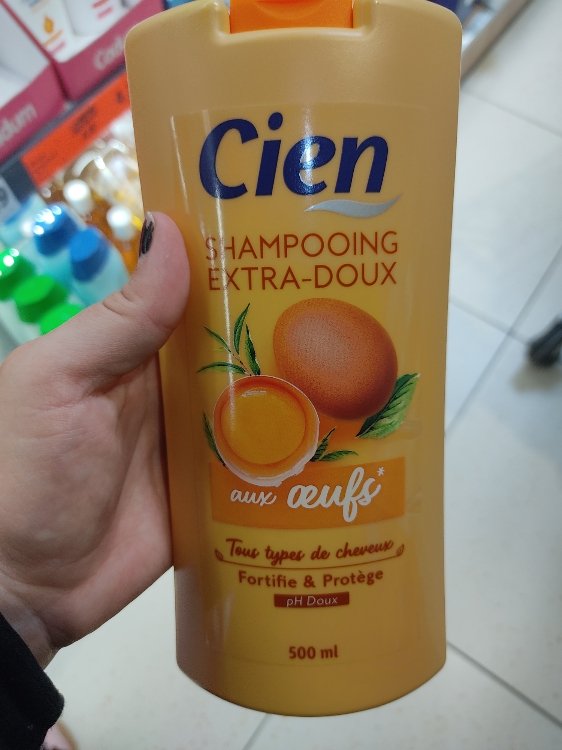 Cien
SHAMPOOING
EXTRA-DOUX
aux œufs*
Tous types de cheveux
Fortifie & Protège
pH Doux
500 ml